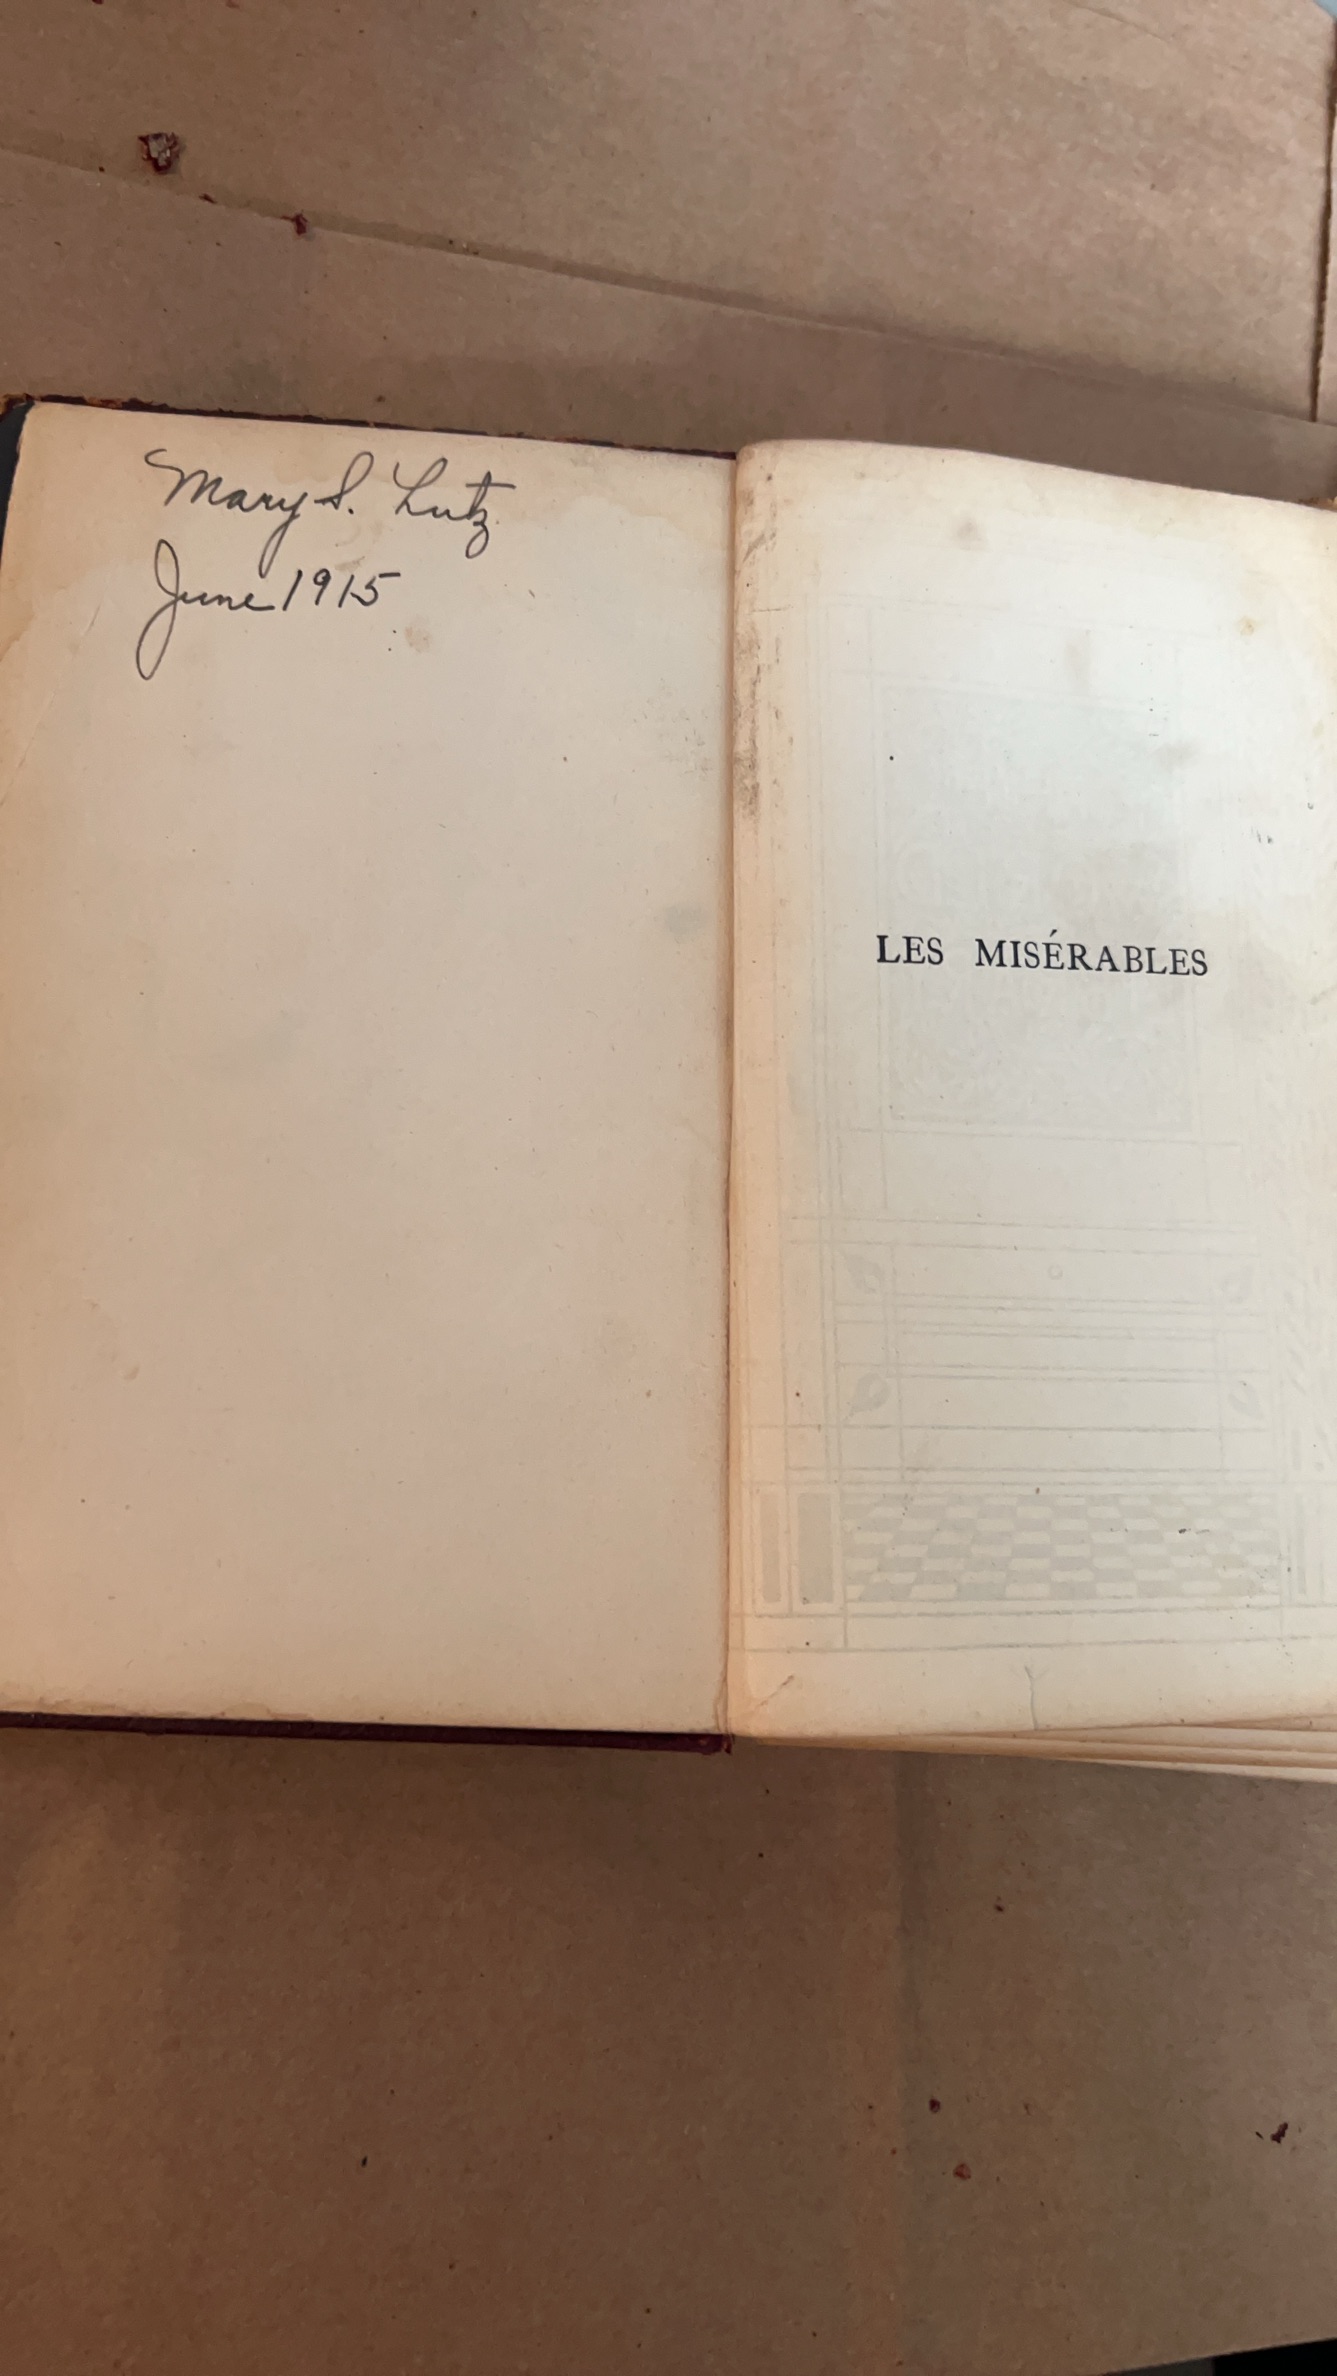 Mary S. Lutz
June 1915
LES MISÉRABLES